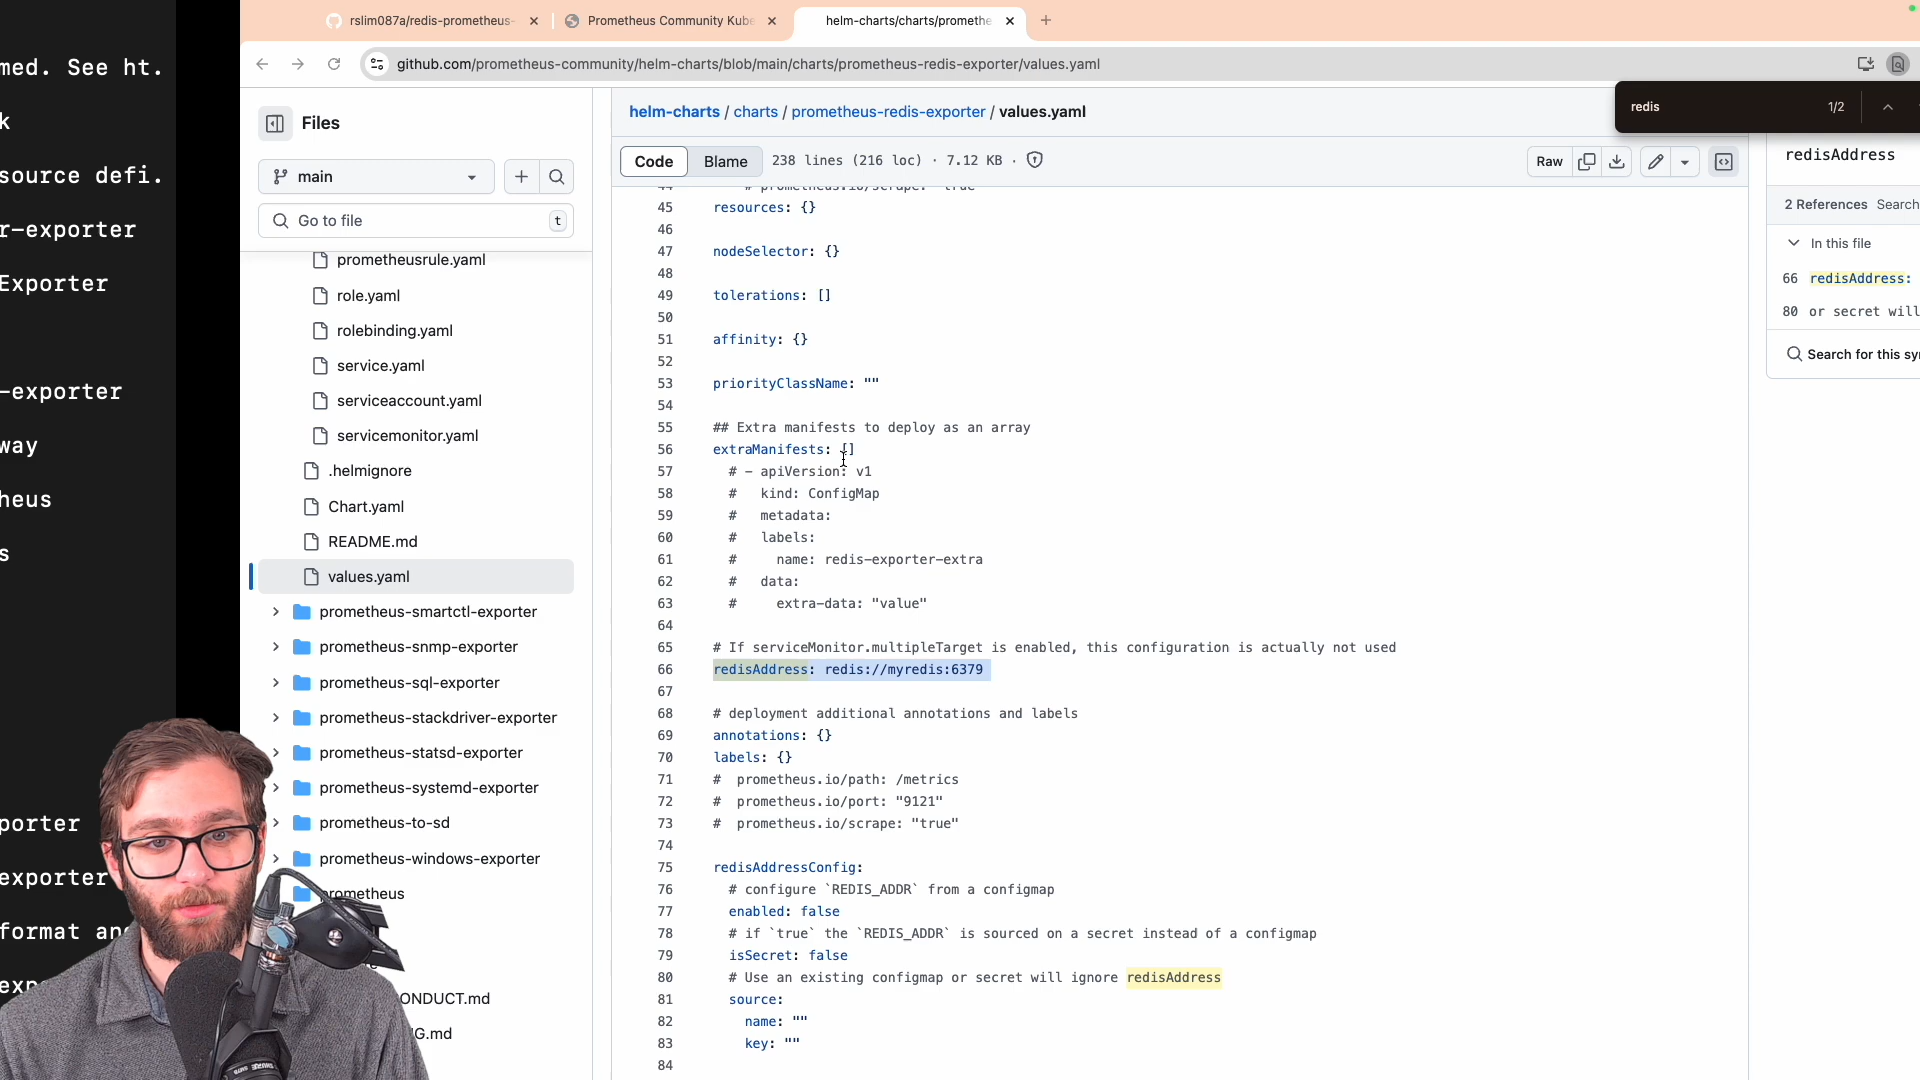 rslim087a/redis-prometheus-
Prometheus Community Kube
helm-charts/charts/promethe
github.com/prometheus-community/helm-charts/blob/main/charts/prometheus-redis-exporter/values.yaml
redis
1/2
med. See ht.
k
source defi.
r-exporter
Exporter
-exporter
way
heus
s
porter
exporter
format an
exp
Files
main
Go to file
t
prometheusrule.yaml
role.yaml
rolebinding.yaml
service.yaml
serviceaccount.yaml
servicemonitor.yaml
.helmignore
Chart.yaml
README.md
values.yaml
prometheus-smartctl-exporter
prometheus-snmp-exporter
prometheus-sql-exporter
prometheus-stackdriver-exporter
prometheus-statsd-exporter
prometheus-systemd-exporter
prometheus-to-sd
prometheus-windows-exporter
prometheus
ONDUCT.md
G.md
helm-charts / charts / prometheus-redis-exporter / values.yaml
Code
Blame
238 lines (216 loc) · 7.12 KB ·
Raw
44 # prometheus.io/scrape: "true"
45 resources: {}
46
47 nodeSelector: {}
48
49 tolerations: []
50
51 affinity: {}
52
53 priorityClassName: ""
54
55 ## Extra manifests to deploy as an array
56 extraManifests: []
57 # - apiVersion: v1
58 #   kind: ConfigMap
59 #   metadata:
60 #   labels:
61 #     name: redis-exporter-extra
62 #   data:
63 #     extra-data: "value"
64
65 # If serviceMonitor.multipleTarget is enabled, this configuration is actually not used
66 redisAddress: redis://myredis:6379
67
68 # deployment additional annotations and labels
69 annotations: {}
70 labels: {}
71 #  prometheus.io/path: /metrics
72 #  prometheus.io/port: "9121"
73 #  prometheus.io/scrape: "true"
74
75 redisAddressConfig:
76 # configure `REDIS_ADDR` from a configmap
77 enabled: false
78 # if `true` the `REDIS_ADDR` is sourced on a secret instead of a configmap
79 isSecret: false
80 # Use an existing configmap or secret will ignore redisAddress
81 source:
82 name: ""
83 key: ""
84
redisAddress
2 References Search
In this file
66 redisAddress:
80 or secret will
Search for this sy